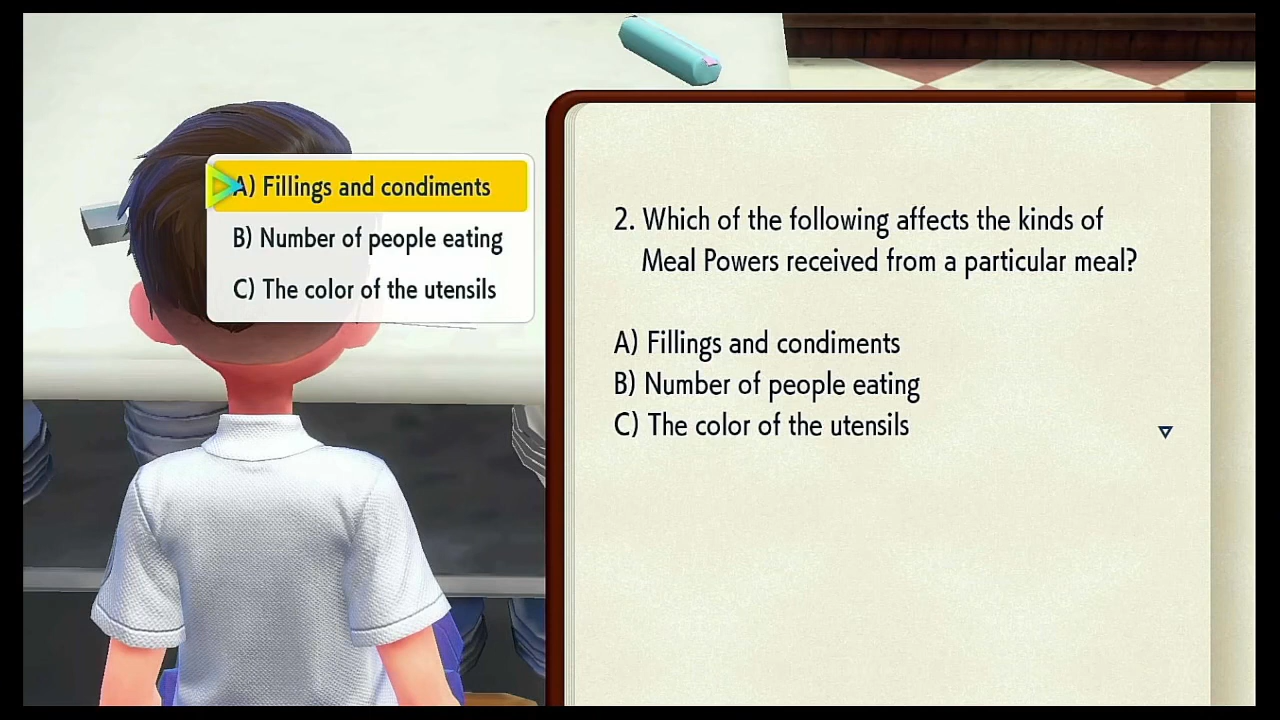 A) Fillings and condiments
B) Number of people eating
C) The color of the utensils
2. Which of the following affects the kinds of
Meal Powers received from a particular meal?
A) Fillings and condiments
B) Number of people eating
C) The color of the utensils